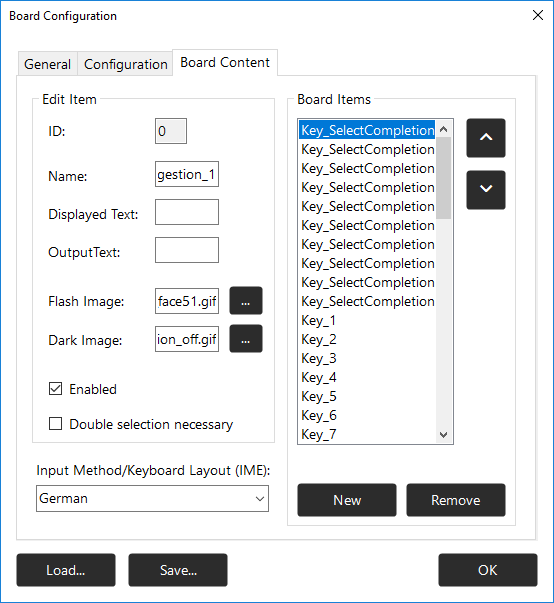 Board Configuration
General
Configuration
Board Content
Edit Item
ID:
0
Name:
gestion_1
Displayed Text:
OutputText:
Flash Image:
face51.gif
...
Dark Image:
ion_off.gif
...
Enabled
Double selection necessary
Input Method/Keyboard Layout (IME):
German
Board Items
Key_SelectCompletion
Key_SelectCompletion
Key_SelectCompletion
Key_SelectCompletion
Key_SelectCompletion
Key_SelectCompletion
Key_SelectCompletion
Key_SelectCompletion
Key_SelectCompletion
Key_SelectCompletion
Key_1
Key_2
Key_3
Key_4
Key_5
Key_6
Key_7
New
Remove
Load...
Save...
OK